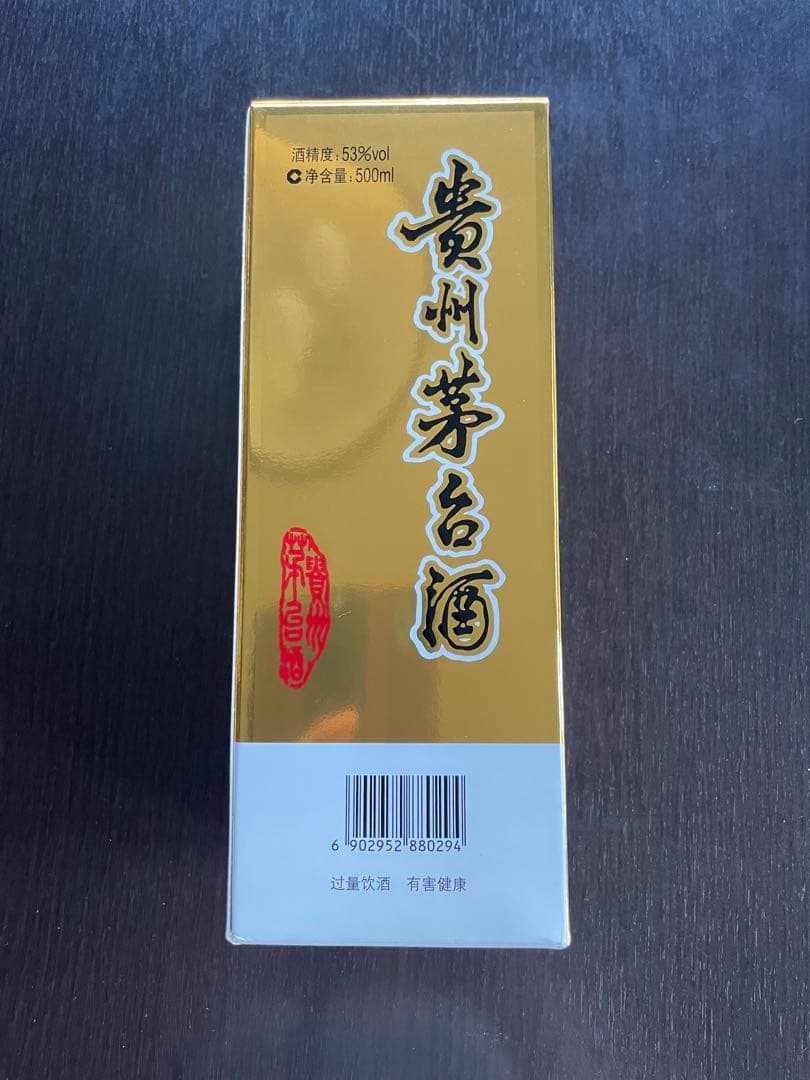 酒精度:53%vol
净含量:500ml
贵州茅台酒
貴州
茅台酒
6 902952 880294
过量饮酒 有害健康